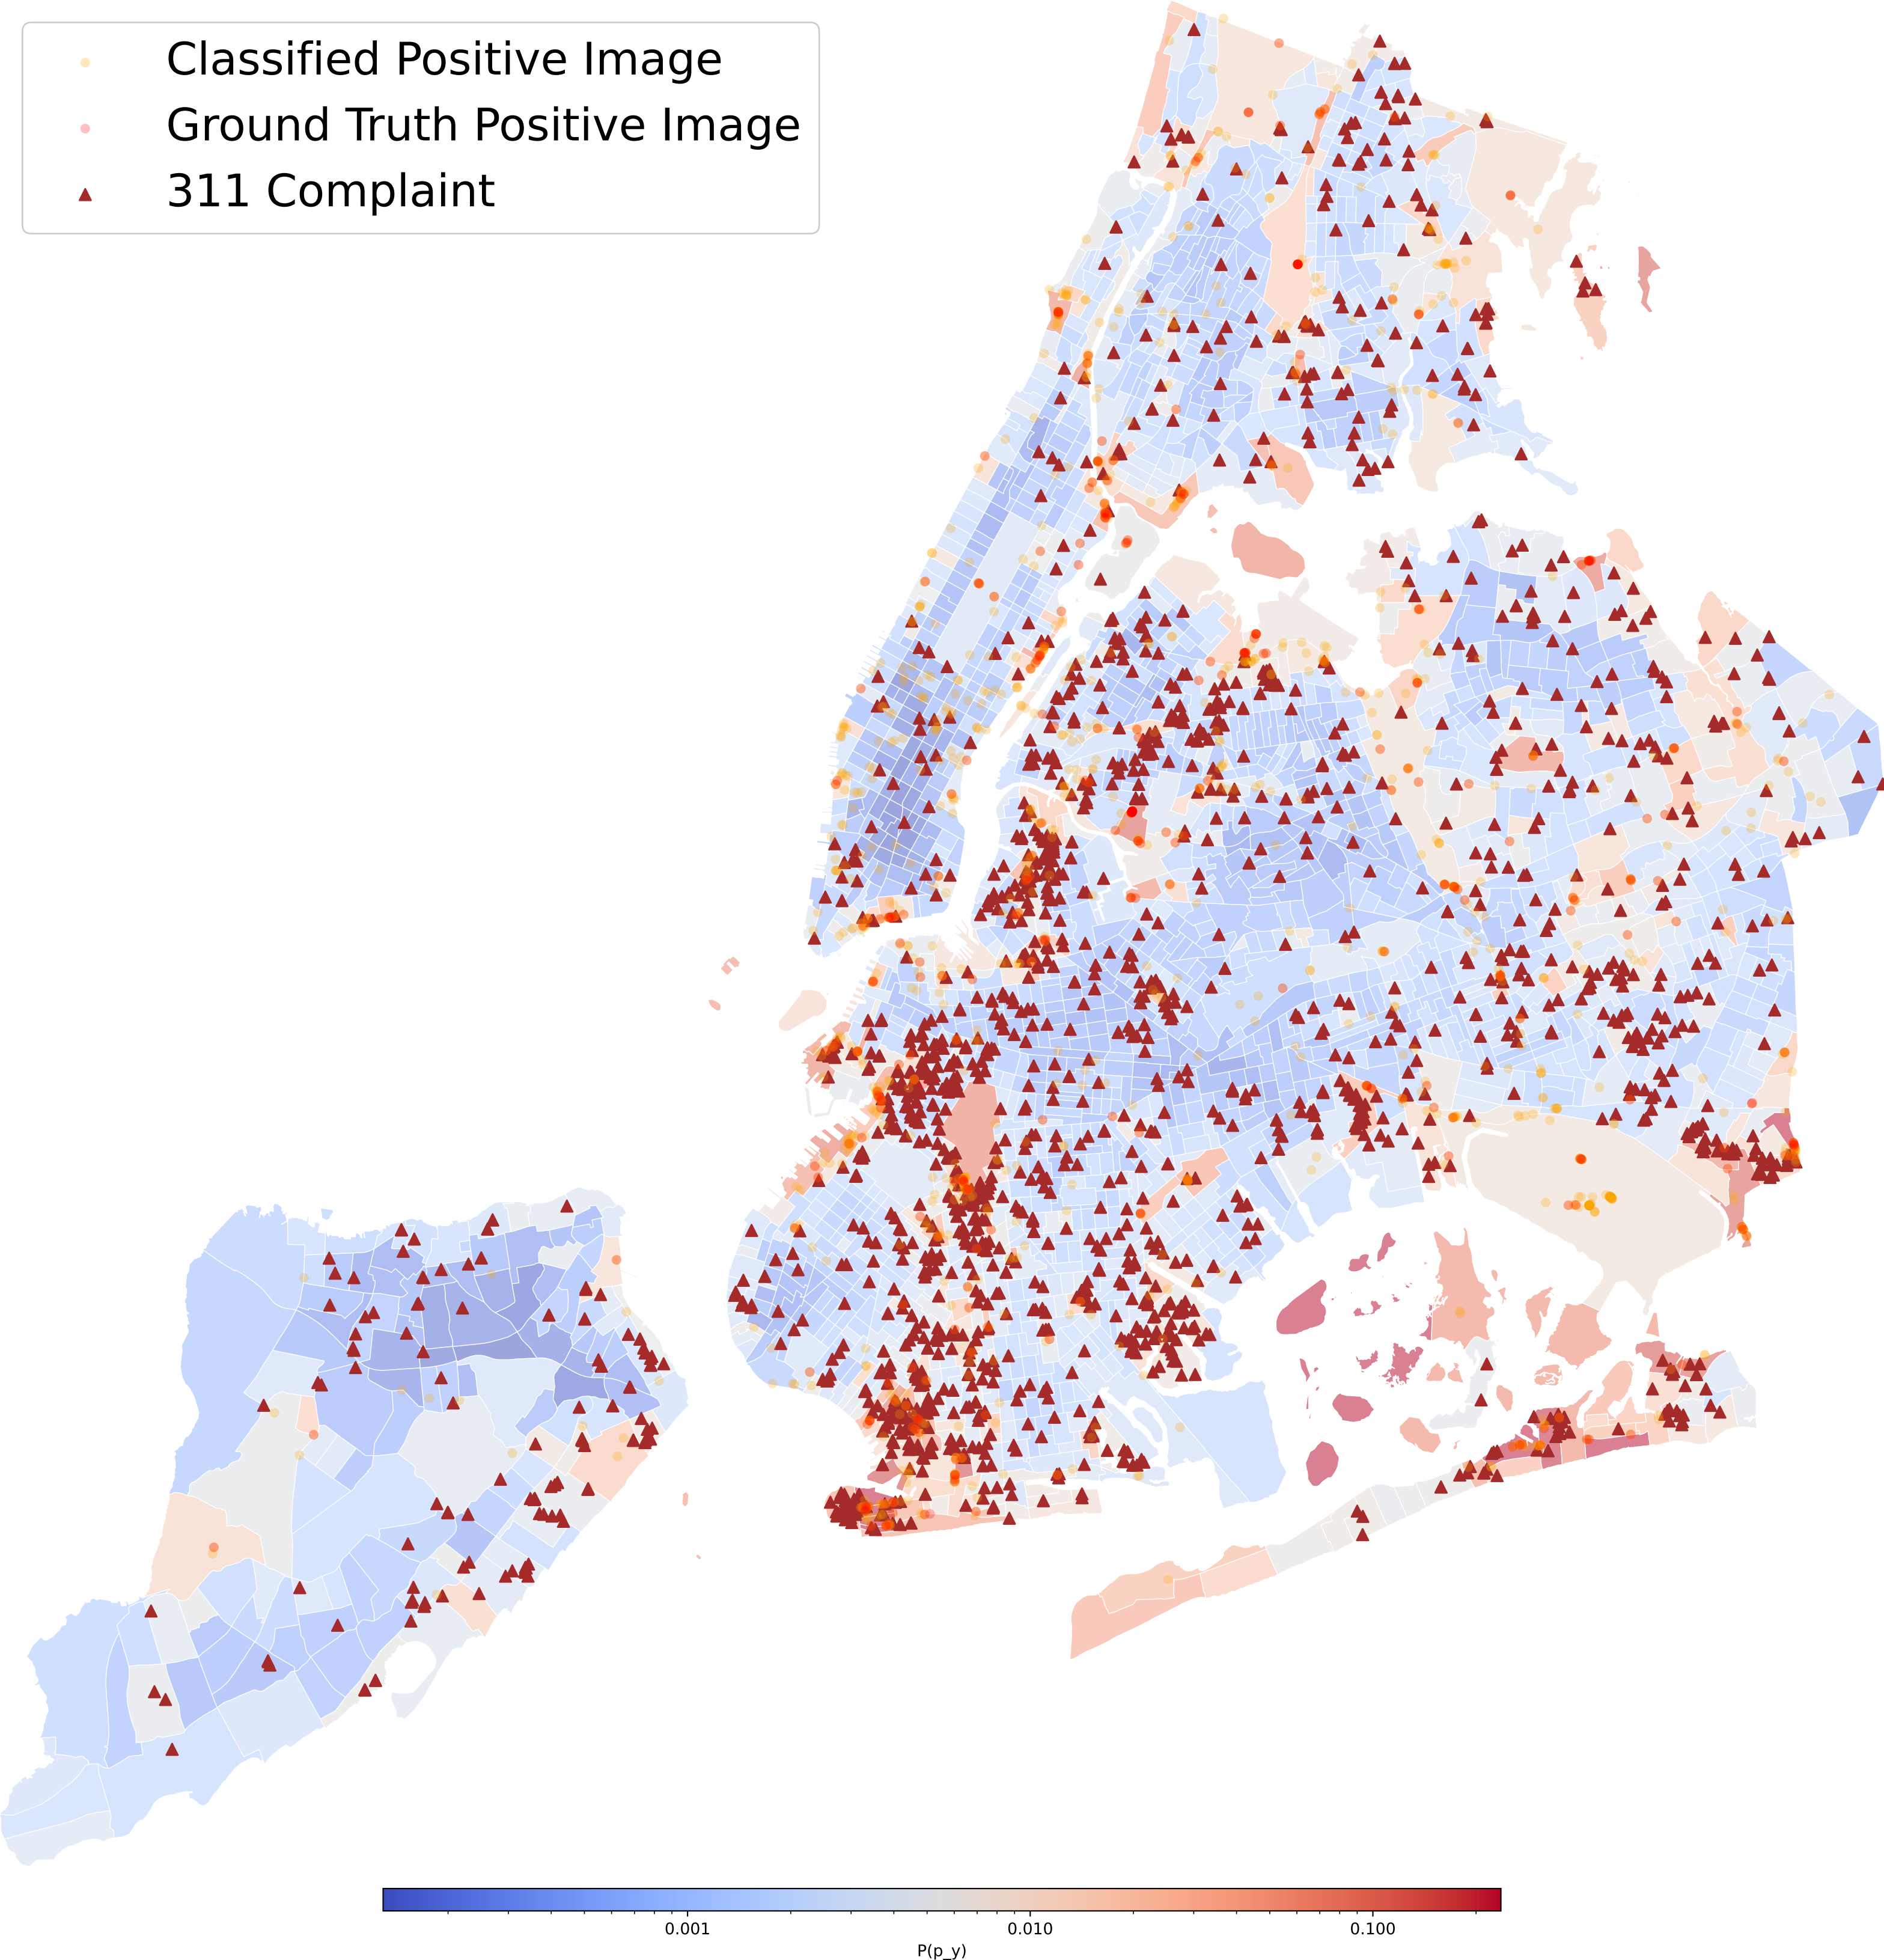 Classified Positive Image
Ground Truth Positive Image
311 Complaint
0.001
0.010
0.100
P(p_y)